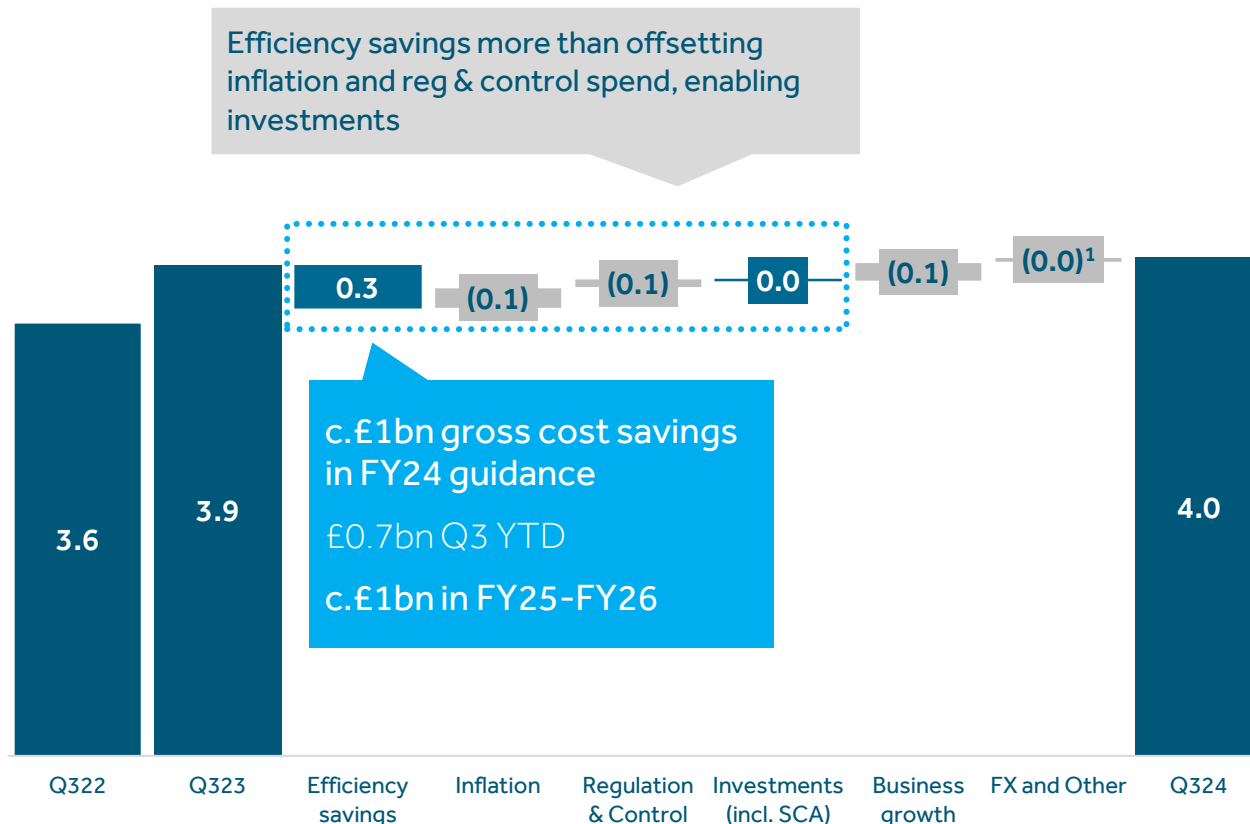 Efficiency savings more than offsetting
inflation and reg & control spend, enabling
investments
3.6
3.9
0.3
(0.1)
(0.1)
0.0
(0.1)
(0.0)¹
4.0
c.£1bn gross cost savings
in FY24 guidance
£0.7bn Q3 YTD
c.£1bn in FY25-FY26
Q322
Q323
Efficiency
savings
Inflation
Regulation
& Control
Investments
(incl. SCA)
Business
growth
FX and Other
Q324